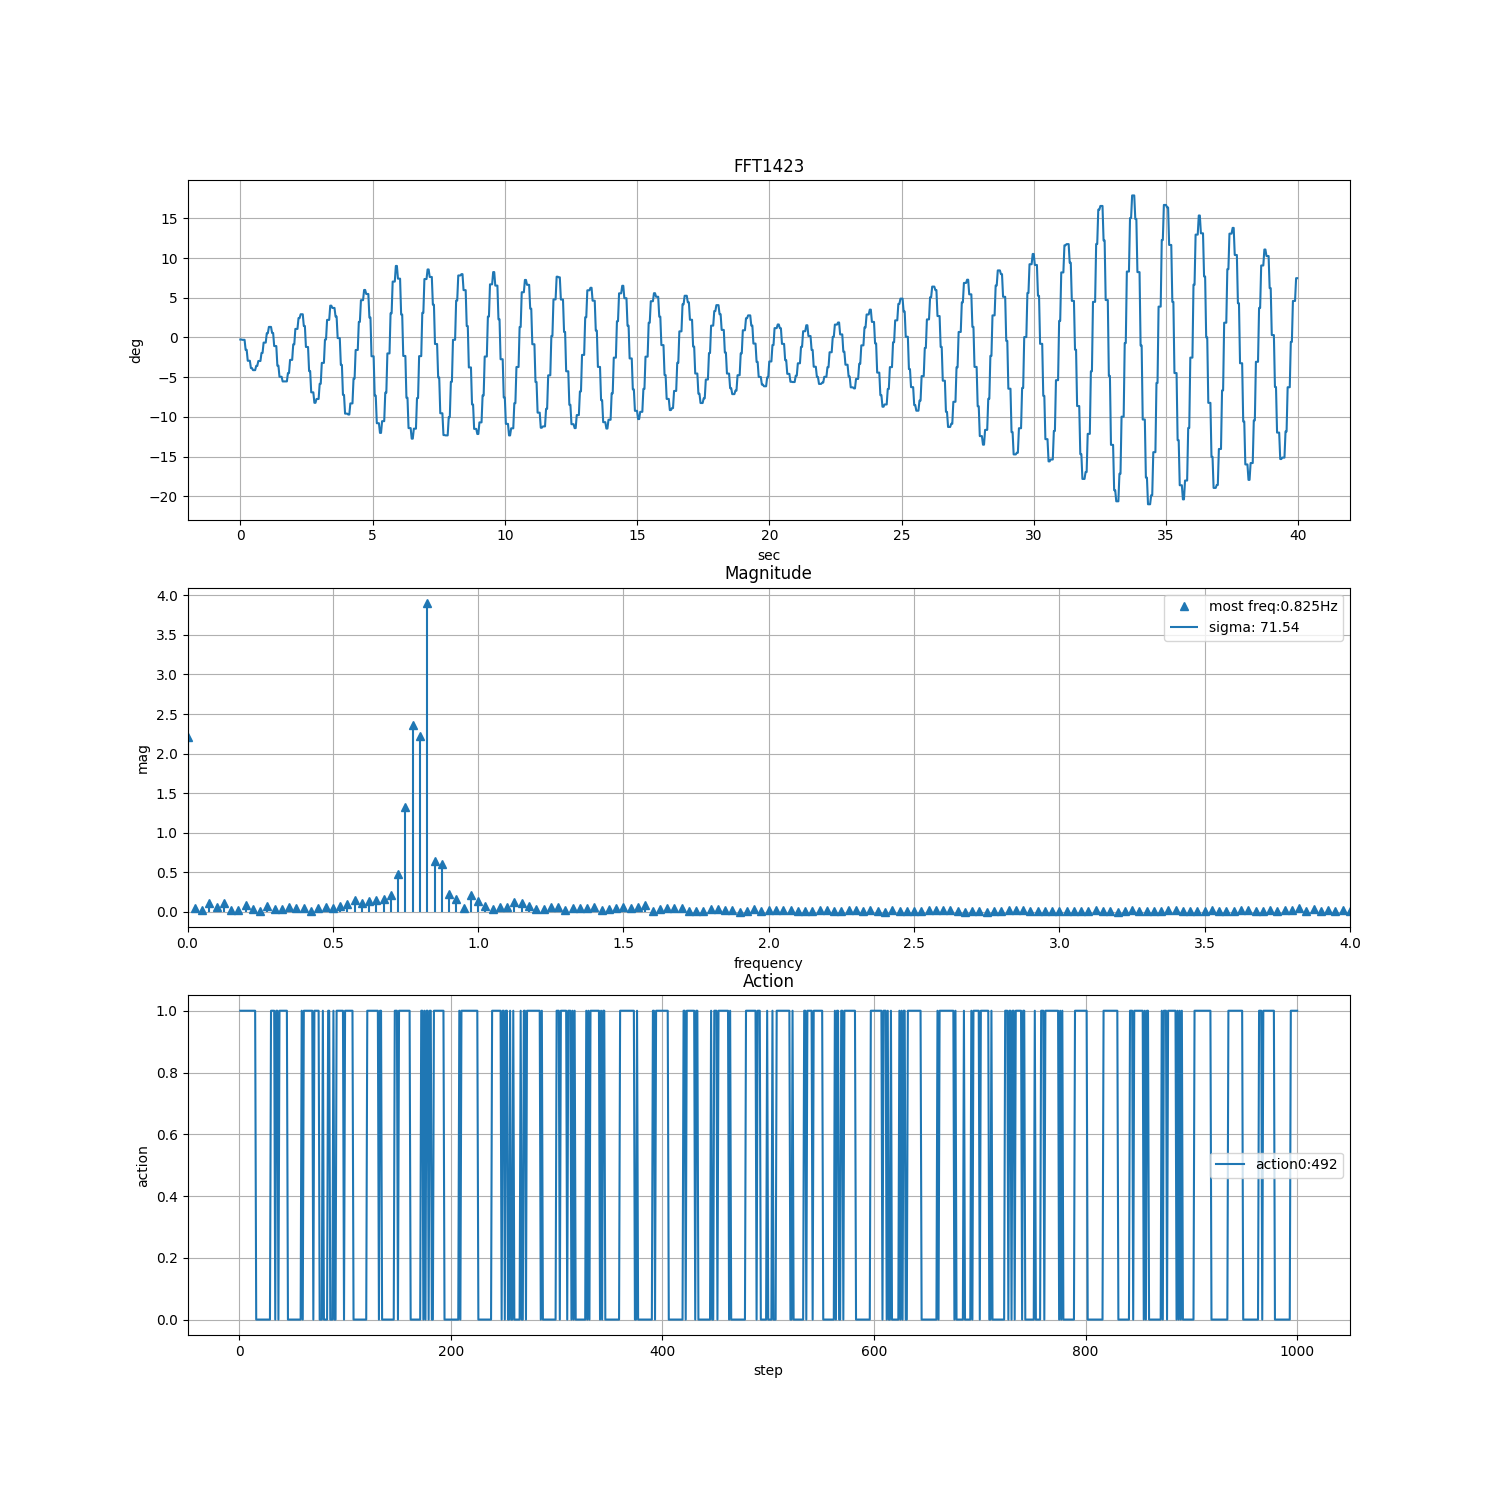 FFT1423
15
10
5
0
−5
−10
−15
−20
deg
0 5 10 15 20 25 30 35 40
sec
Magnitude
4.0
3.5
3.0
2.5
2.0
1.5
1.0
0.5
0.0
mag
most freq:0.825Hz
sigma: 71.54
0.0 0.5 1.0 1.5 2.0 2.5 3.0 3.5 4.0
frequency
Action
1.0
0.8
0.6
0.4
0.2
0.0
action
action0:492
0 200 400 600 800 1000
step